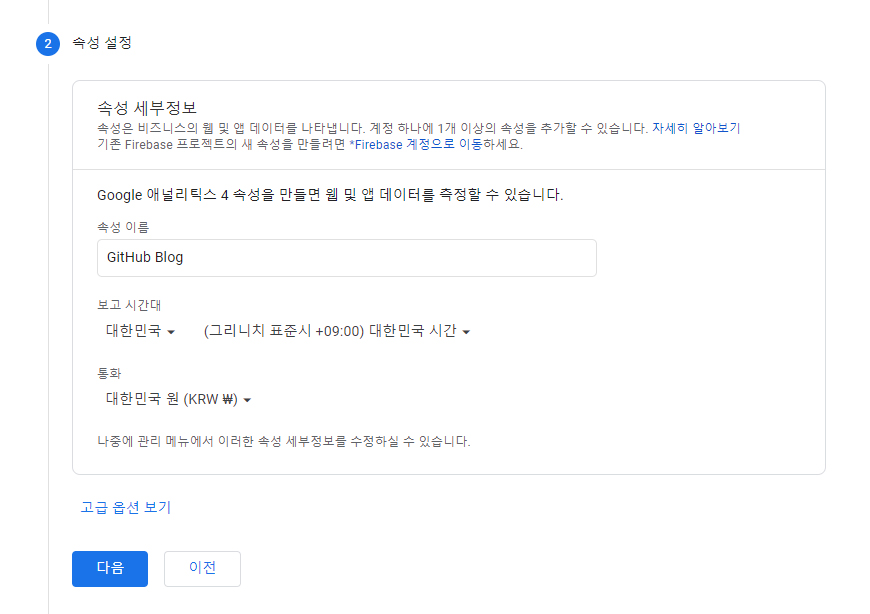 2 속성 설정
속성 세부정보
속성은 비즈니스의 웹 및 앱 데이터를 나타냅니다. 계정 하나에 1개 이상의 속성을 추가할 수 있습니다. 자세히 알아보기
기존 Firebase 프로젝트의 새 속성을 만들려면 *Firebase 계정으로 이동하세요.
Google 애널리틱스 4 속성을 만들면 웹 및 앱 데이터를 측정할 수 있습니다.
속성 이름
GitHub Blog
보고 시간대
대한민국 (그리니치 표준시 +09:00) 대한민국 시간
통화
대한민국 원 (KRW ₩)
나중에 관리 메뉴에서 이러한 속성 세부정보를 수정하실 수 있습니다.
고급 옵션 보기
다음 이전